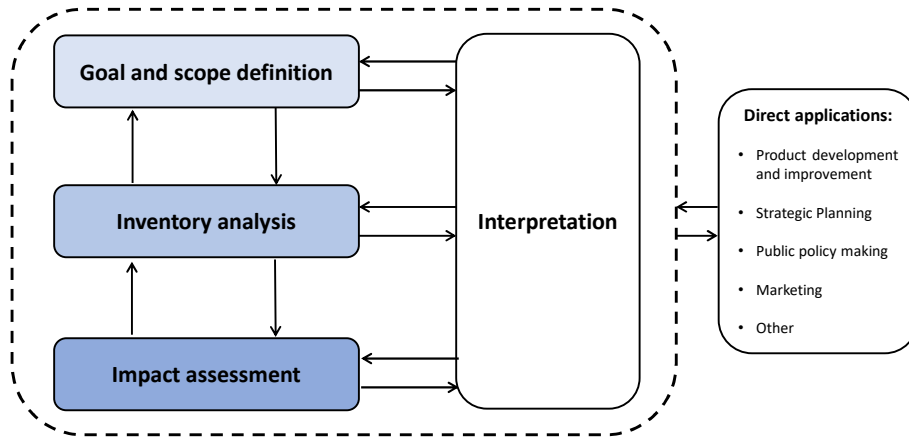 Goal and scope definition
Inventory analysis
Impact assessment
Interpretation
Direct applications:
• Product development
and improvement
• Strategic Planning
• Public policy making
• Marketing
• Other